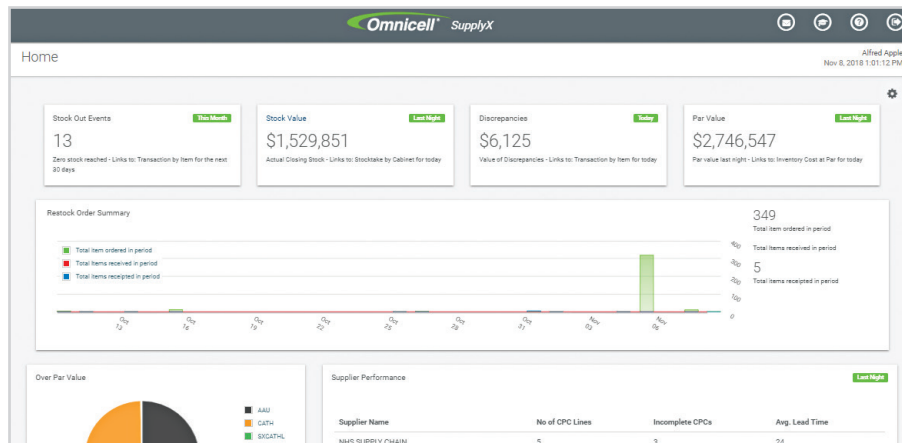 Omnicell SupplyX
Home
Alfred Apple
Nov 8, 2018 1:01:12 PM
Stock Out Events
This Month
13
Zero stock reached - Links to: Transaction by Item for the next
30 days
Stock Value
Last Night
$1,529,851
Actual Closing Stock - Links to: Stocktake by Cabinet for today
Discrepancies
Today
$6,125
Value of Discrepancies - Links to: Transaction by Item for today
Par Value
Last Night
$2,746,547
Par value last night - Links to: Inventory Cost at Par for today
Restock Order Summary
Total item ordered in period
Total Items received in period
Total Items receipted in period
400
300
200
100
0
Oct 13
Oct 16
Oct 19
Oct 22
Oct 25
Oct 28
Oct 31
Nov 03
Nov 06
349
Total item ordered in period
Total Items received in period
5
Total Items receipted in period
Over Par Value
AAU
CATH
SXCATHL
Supplier Performance
Last Night
Supplier Name No of CPC Lines Incomplete CPCs Avg. Lead Time
NHS SUPPLY CHAIN 5 3 24